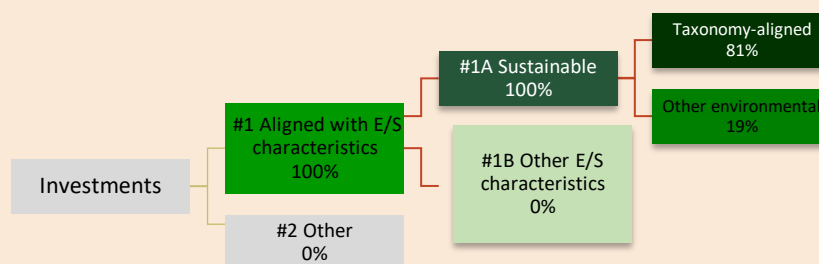 Investments
#1 Aligned with E/S
characteristics
100%
#2 Other
0%
#1A Sustainable
100%
#1B Other E/S
characteristics
0%
Taxonomy-aligned
81%
Other environmental
19%